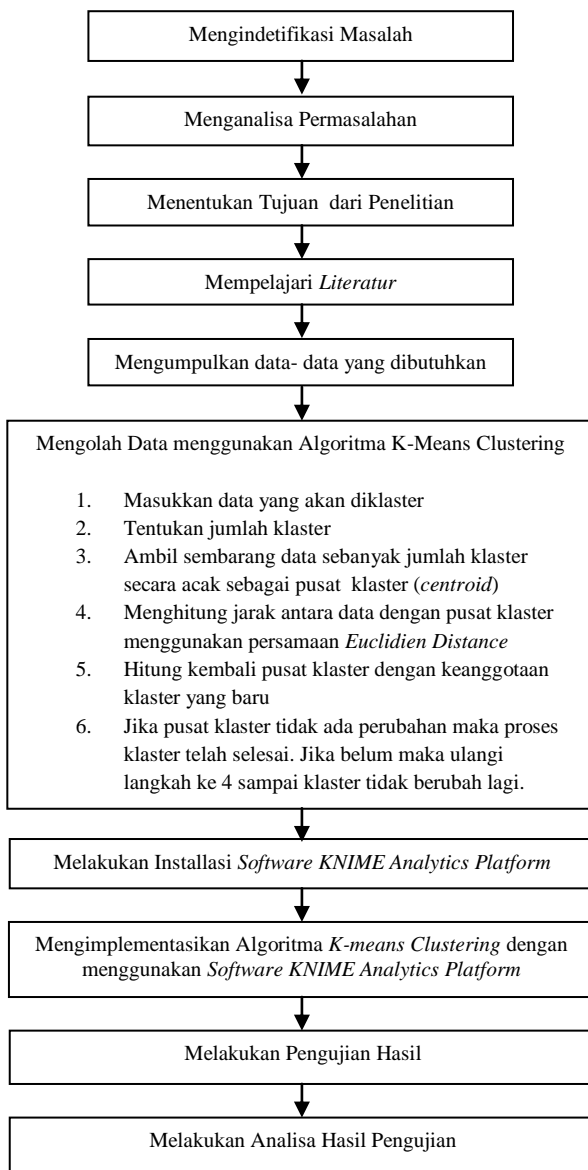 Mengindetifikasi Masalah
Menganalisa Permasalahan
Menentukan Tujuan dari Penelitian
Mempelajari Literatur
Mengumpulkan data- data yang dibutuhkan
Mengolah Data menggunakan Algoritma K-Means Clustering
1. Masukkan data yang akan diklaster
2. Tentukan jumlah klaster
3. Ambil sembarang data sebanyak jumlah klaster
secara acak sebagai pusat klaster (centroid)
4. Menghitung jarak antara data dengan pusat klaster
menggunakan persamaan Euclidien Distance
5. Hitung kembali pusat klaster dengan keanggotaan
klaster yang baru
6. Jika pusat klaster tidak ada perubahan maka proses
klaster telah selesai. Jika belum maka ulangi
langkah ke 4 sampai klaster tidak berubah lagi.
Melakukan Installasi Software KNIME Analytics Platform
Mengimplementasikan Algoritma K-means Clustering dengan
menggunakan Software KNIME Analytics Platform
Melakukan Pengujian Hasil
Melakukan Analisa Hasil Pengujian